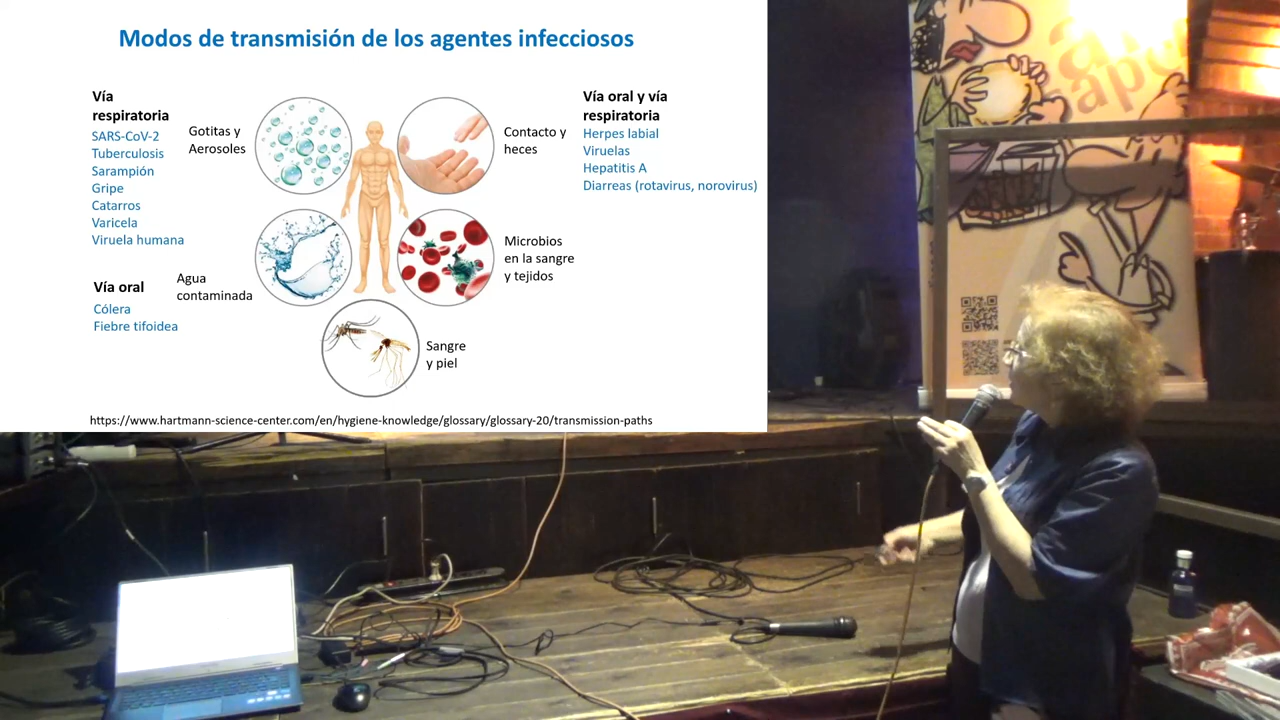 Modos de transmisión de los agentes infecciosos
Vía
respiratoria
SARS-CoV-2
Tuberculosis
Sarampión
Gripe
Catarros
Varicela
Viruela humana
Gotitas y
Aerosoles
Contacto y
heces
Vía oral y vía
respiratoria
Herpes labial
Viruelas
Hepatitis A
Diarreas (rotavirus, norovirus)
Vía oral
Cólera
Fiebre tifoidea
Agua
contaminada
Microbios
en la sangre
y tejidos
Sangre
y piel
https://www.hartmann-science-center.com/en/hygiene-knowledge/glossary/glossary-20/transmission-paths